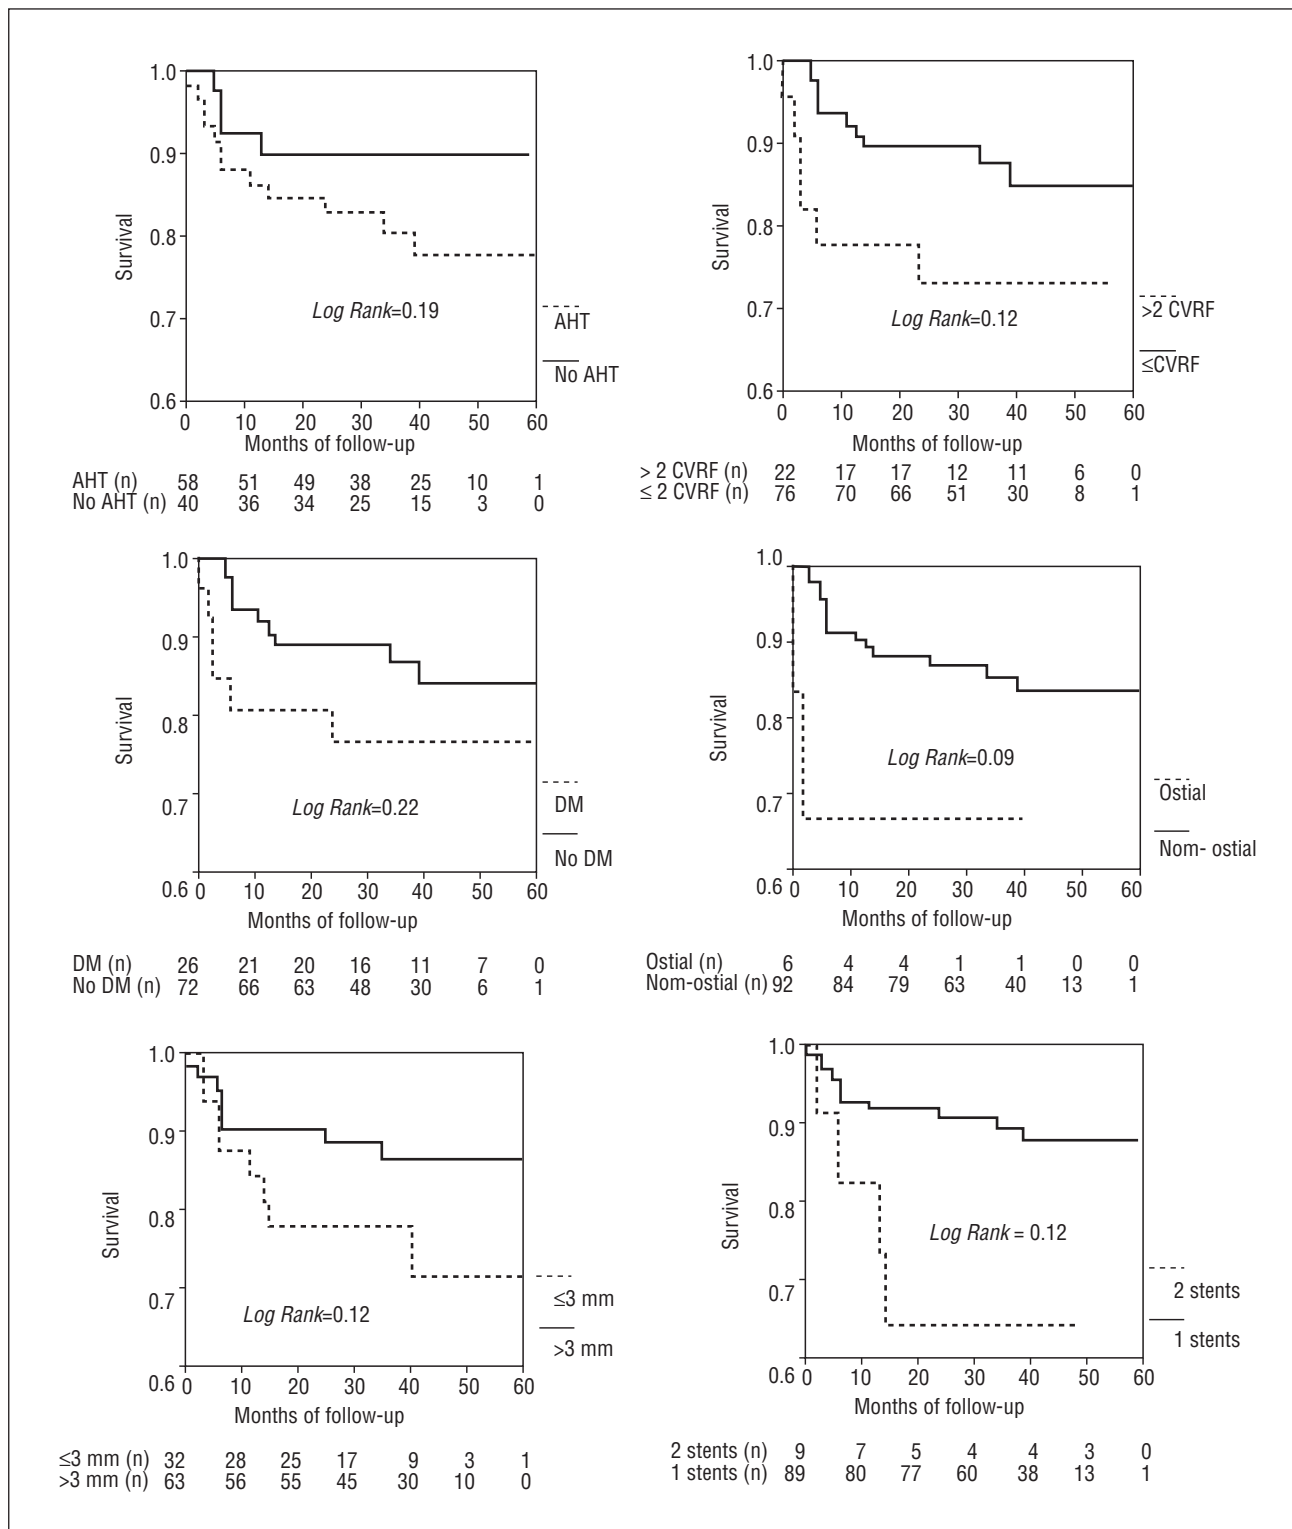 1.0
0.9
0.8
0.7
0.6
Survival
Log Rank=0.19
AHT
No AHT
0 10 20 30 40 50 60
Months of follow-up
AHT (n) 58 51 49 38 25 10 1
No AHT (n) 40 36 34 25 15 3 0
1.0
0.9
0.8
0.7
0.6
Survival
Log Rank=0.12
>2 CVRF
≤CVRF
0 10 20 30 40 50 60
Months of follow-up
> 2 CVRF (n) 22 17 17 12 11 6 0
≤ 2 CVRF (n) 76 70 66 51 30 8 1
1.0
0.9
0.8
0.7
0.6
Survival
Log Rank=0.22
DM
No DM
0 10 20 30 40 50 60
Months of follow-up
DM (n) 26 21 20 16 11 7 0
No DM (n) 72 66 63 48 30 6 1
1.0
0.9
0.8
0.7
0.6
Survival
Log Rank=0.09
Ostial
Nom- ostial
0 10 20 30 40 50 60
Months of follow-up
Ostial (n) 6 4 4 1 1 0 0
Nom-ostial (n) 92 84 79 63 40 13 1
1.0
0.9
0.8
0.7
0.6
Survival
Log Rank=0.12
≤3 mm
>3 mm
0 10 20 30 40 50 60
Months of follow-up
≤3 mm (n) 32 28 25 17 9 3 1
>3 mm (n) 63 56 55 45 30 10 0
1.0
0.9
0.8
0.7
0.6
Survival
Log Rank = 0.12
2 stents
1 stents
0 10 20 30 40 50 60
Months of follow-up
2 stents (n) 9 7 5 4 4 3 0
1 stents (n) 89 80 77 60 38 13 1